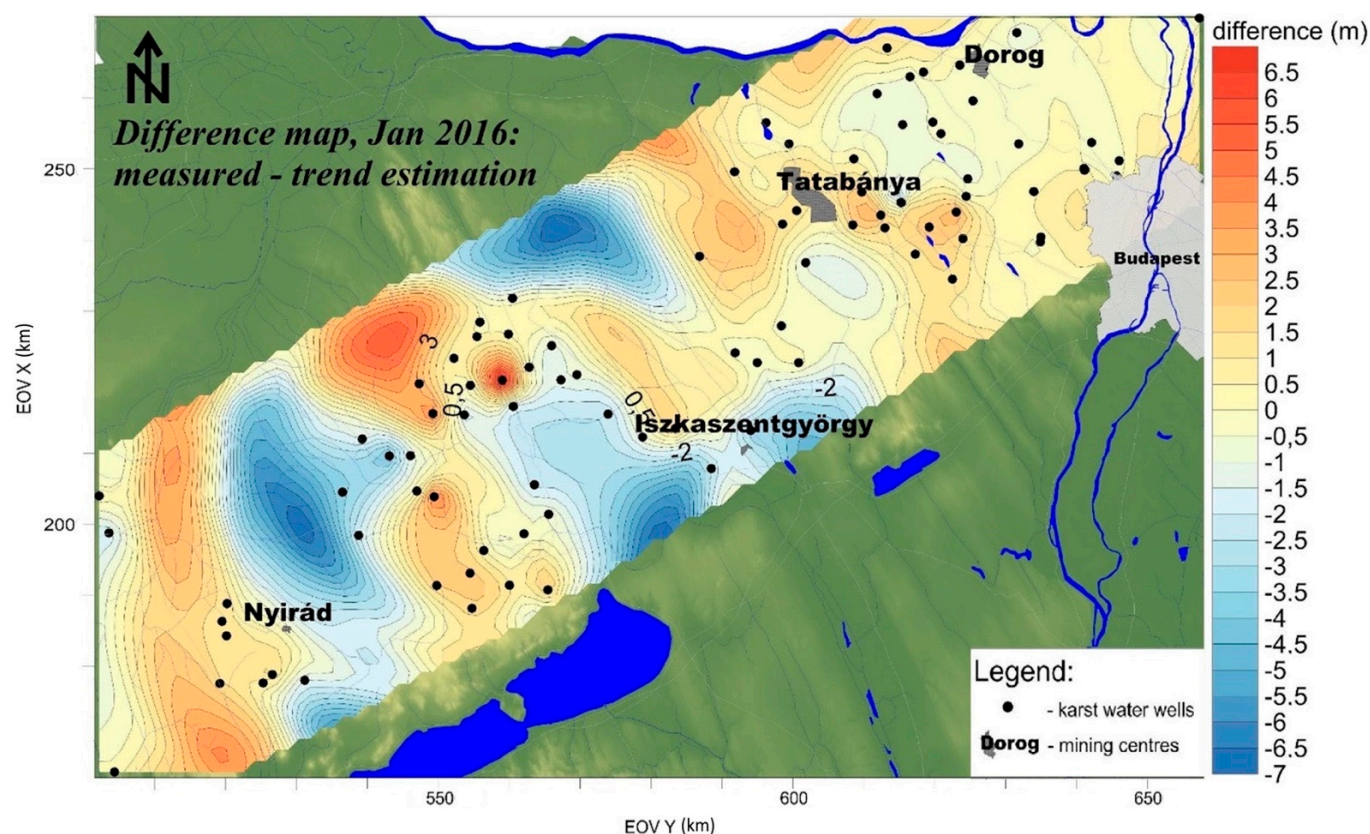 difference (m)
N
Difference map, Jan 2016:
measured - trend estimation
Dorog
Tatabánya
Budapest
Iszkaszentgyörgy
Nyirád
3
0,5
0,5
-2
-2
6.5
6
5.5
5
4.5
4
3.5
3
2.5
2
1.5
1
0.5
0
-0,5
-1
-1.5
-2
-2.5
-3
-3.5
-4
-4.5
-5
-5.5
-6
-6.5
-7
Legend:
- karst water wells
Dorog - mining centres
EOV X (km)
250
200
550
600
650
EOV Y (km)